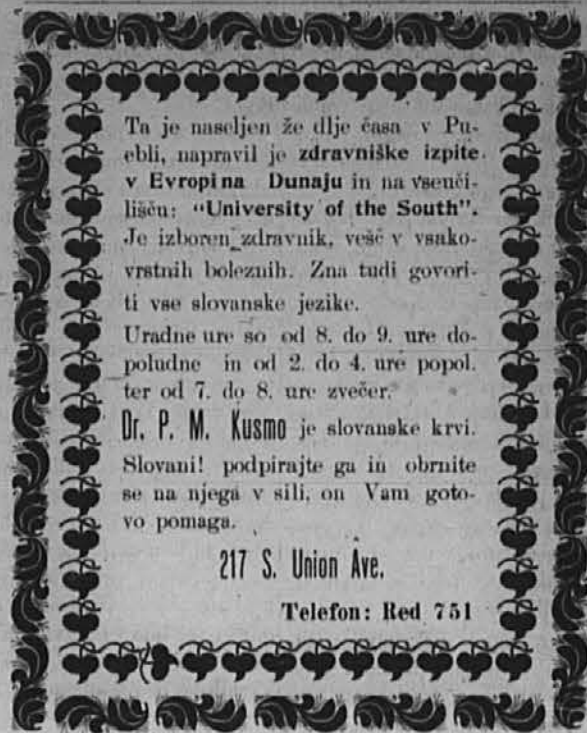 Ta je naseljen že dlje časa v Pu-
ebli, napravil je zdravniške izpite
v Evropi na Dunaju in na vseuči-
lišču: “University of the South”.
Je izboren zdravnik, vešč v vsako-
vrstnih boleznih. Zna tudi govori-
ti vse slovanske jezike.
Uradne ure so od 8. do 9. ure do-
poludne in od 2. do 4. ure popol.
ter od 7. do 8. ure zvečer.
Dr. P. M. Kusmo je slovanske krvi.
Slovani! podpirajte ga in obrnite
se na njega v sili, on Vam goto-
vo pomaga.
217 S. Union Ave.
Telefon: Red 751